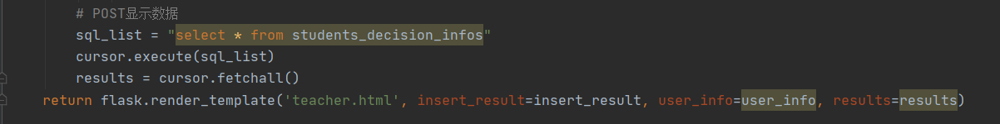 # POST显示数据
sql_list = "select * from students_decision_infos"
cursor.execute(sql_list)
results = cursor.fetchall()
return flask.render_template('teacher.html', insert_result=insert_result, user_info=user_info, results=results)